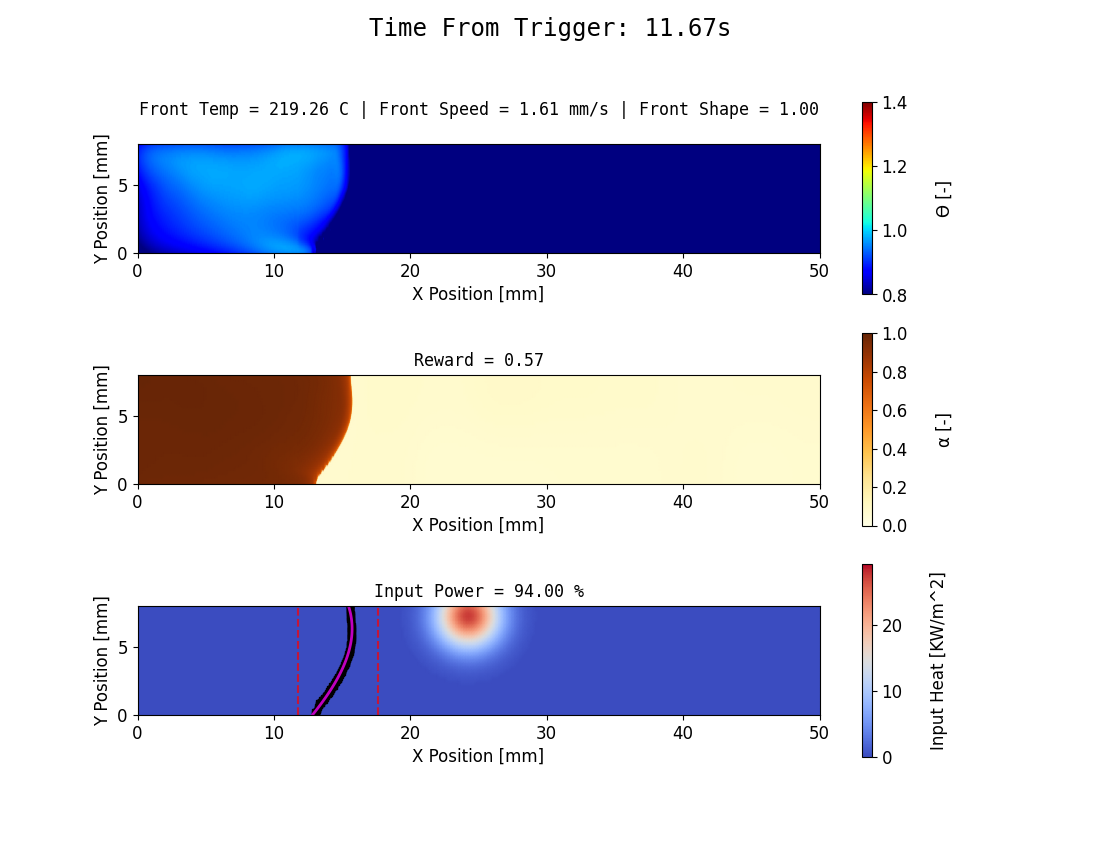 Time From Trigger: 11.67s
Front Temp = 219.26 C | Front Speed = 1.61 mm/s | Front Shape = 1.00
Y Position [mm]
5
0
0 10 20 30 40 50
X Position [mm]
1.4
1.2
1.0
0.8
Θ [-]
Reward = 0.57
Y Position [mm]
5
0
0 10 20 30 40 50
X Position [mm]
1.0
0.8
0.6
0.4
0.2
0.0
α [-]
Input Power = 94.00 %
Y Position [mm]
5
0
0 10 20 30 40 50
X Position [mm]
20
10
0
Input Heat [KW/m^2]